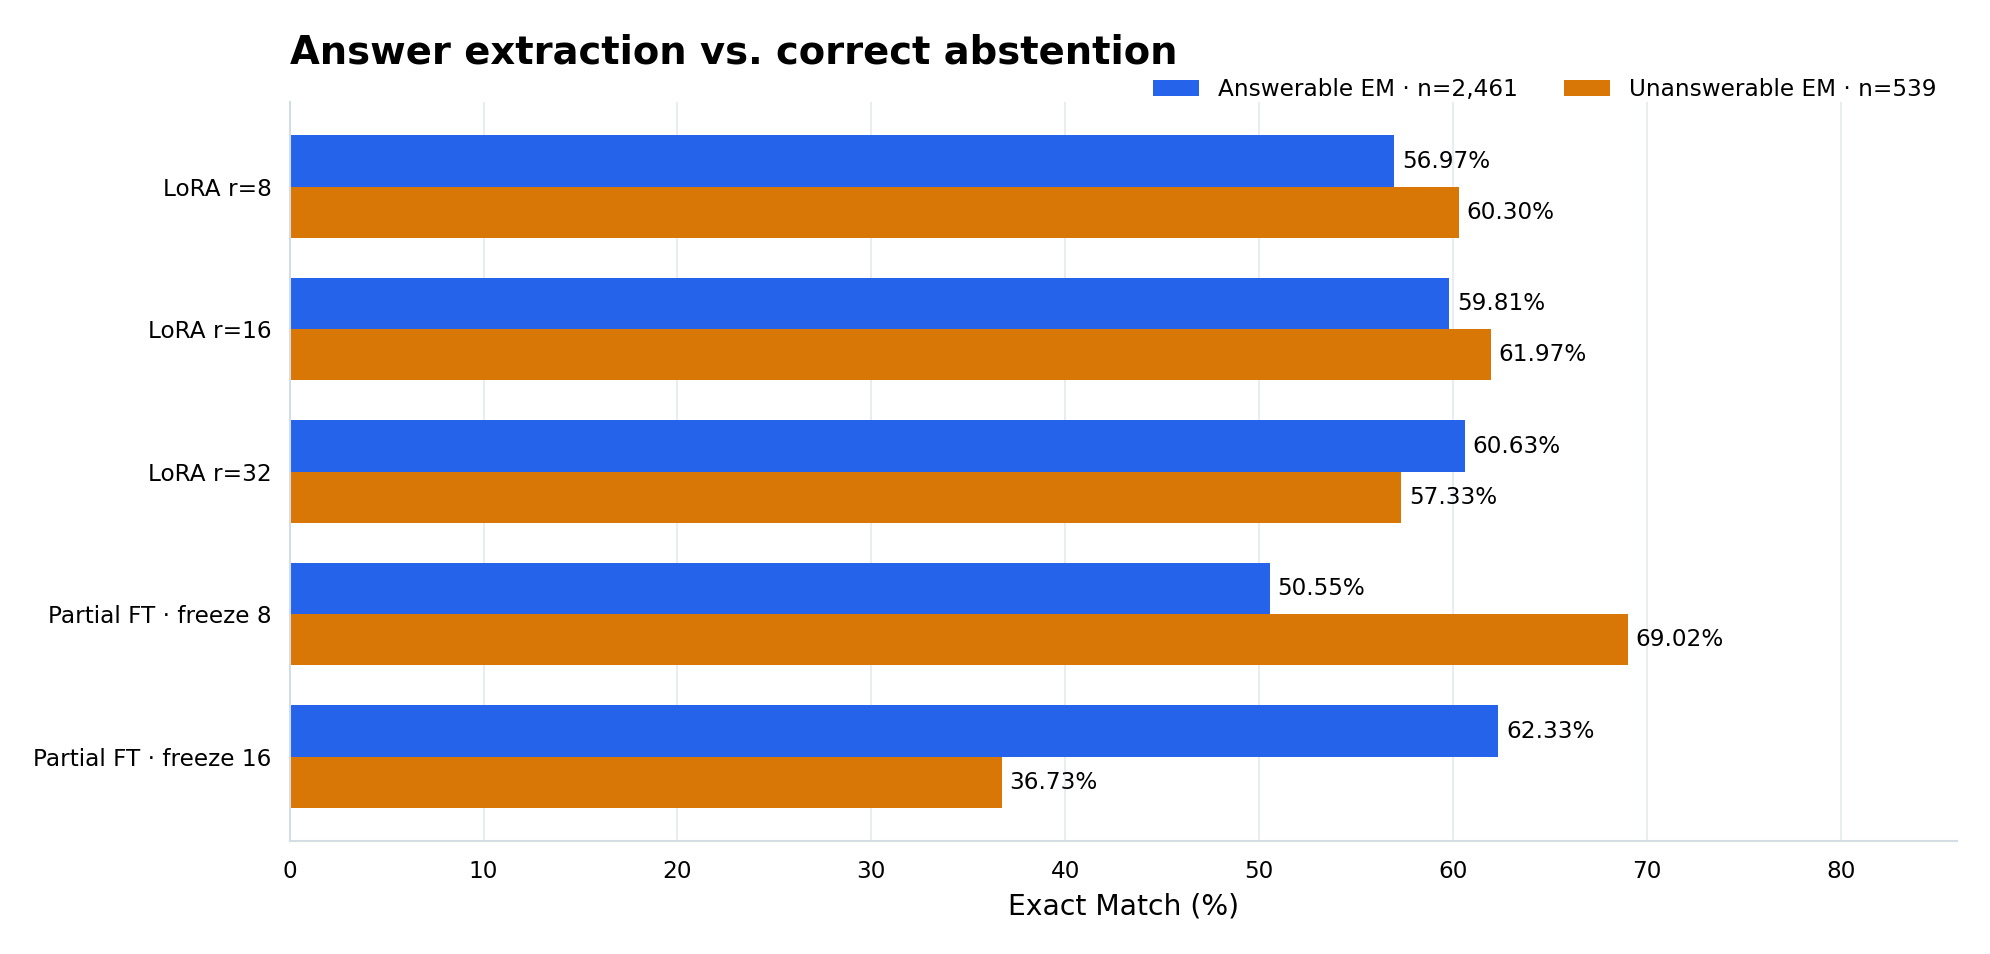 Answer extraction vs. correct abstention
Answerable EM · n=2,461
Unanswerable EM · n=539
LoRA r=8
56.97%
60.30%
LoRA r=16
59.81%
61.97%
LoRA r=32
60.63%
57.33%
Partial FT · freeze 8
50.55%
69.02%
Partial FT · freeze 16
62.33%
36.73%
0 10 20 30 40 50 60 70 80
Exact Match (%)